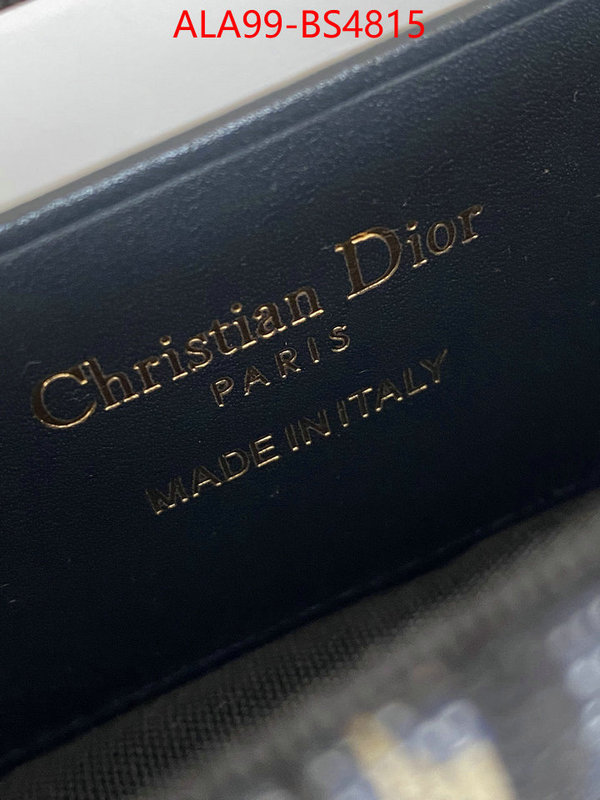 ALA99-BS4815
Christian Dior
PARIS
MADE IN ITALY